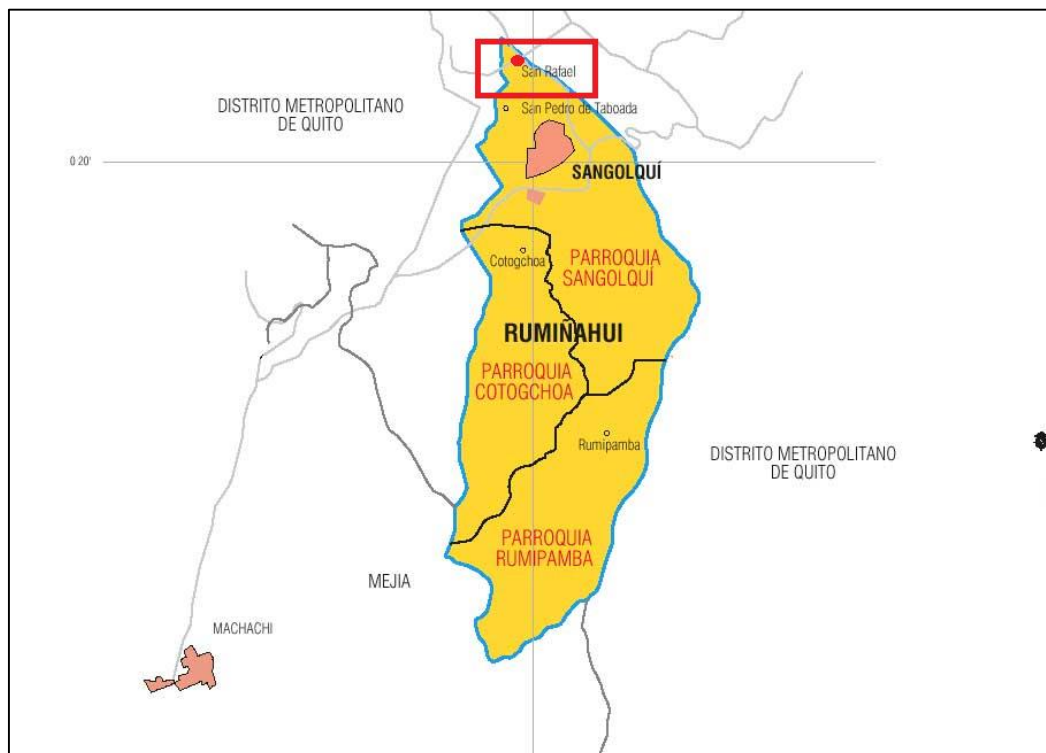 San Rafael
DISTRITO METROPOLITANO
DE QUITO
San Pedro de Taboada
0 20'
SANGOLQUÍ
Cotogchoa
PARROQUIA
SANGOLQUÍ
RUMIÑAHUI
PARROQUIA
COTOGCHOA
Rumipamba
DISTRITO METROPOLITANO
DE QUITO
PARROQUIA
RUMIPAMBA
MEJIA
MACHACHI